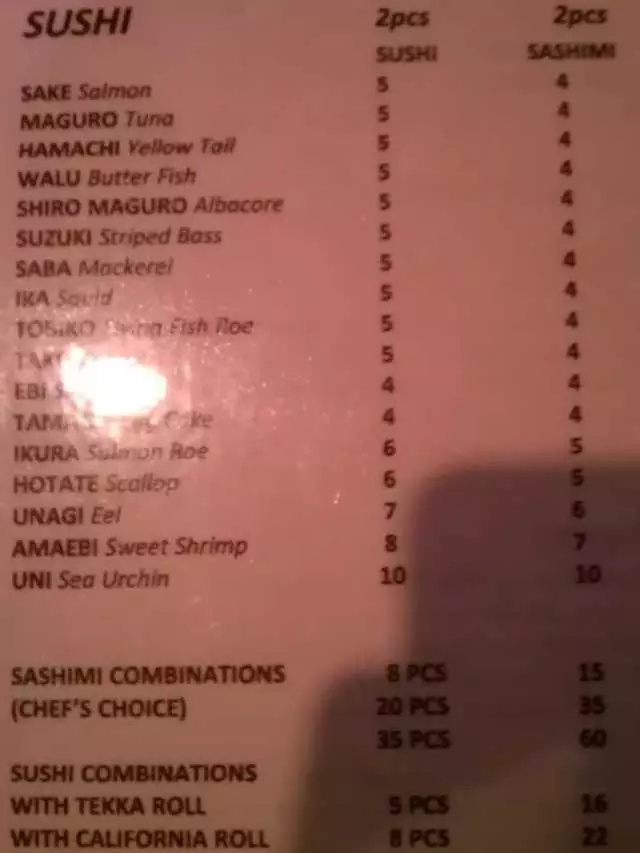 SUSHI 2pcs 2pcs
SUSHI SASHIMI
SAKE Salmon 5 4
MAGURO Tuna 5 4
HAMACHI Yellow Tail 5 4
WALU Butter Fish 5 4
SHIRO MAGURO Albacore 5 4
SUZUKI Striped Bass 5 4
SABA Mackerel 5 4
IKA Squid 5 4
TOBIKO Flying Fish Roe 5 4
5 4
EBI 4 4
Cake 4 4
IKURA Salmon Roe 6 5
HOTATE Scallop 6 5
UNAGI Eel 7 6
AMAEBI Sweet Shrimp 8 7
UNI Sea Urchin 10 10
SASHIMI COMBINATIONS 8 PCS 15
(CHEF'S CHOICE) 20 PCS 35
35 PCS 60
SUSHI COMBINATIONS
WITH TEKKA ROLL 5 PCS 16
WITH CALIFORNIA ROLL 8 PCS 22